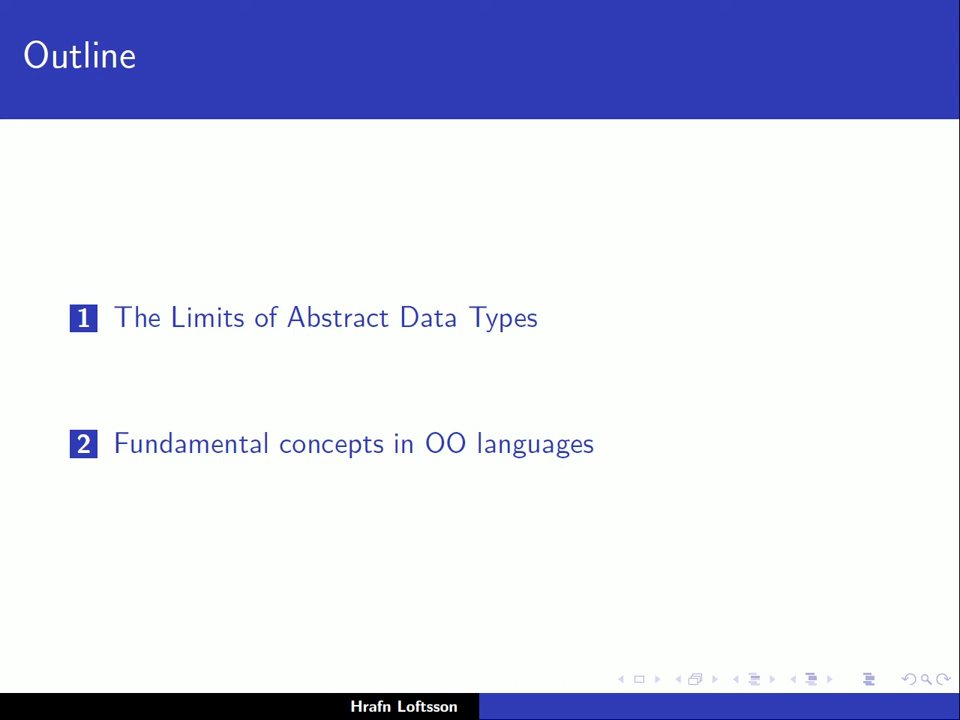 Outline
1 The Limits of Abstract Data Types
2 Fundamental concepts in OO languages
Hrafn Loftsson